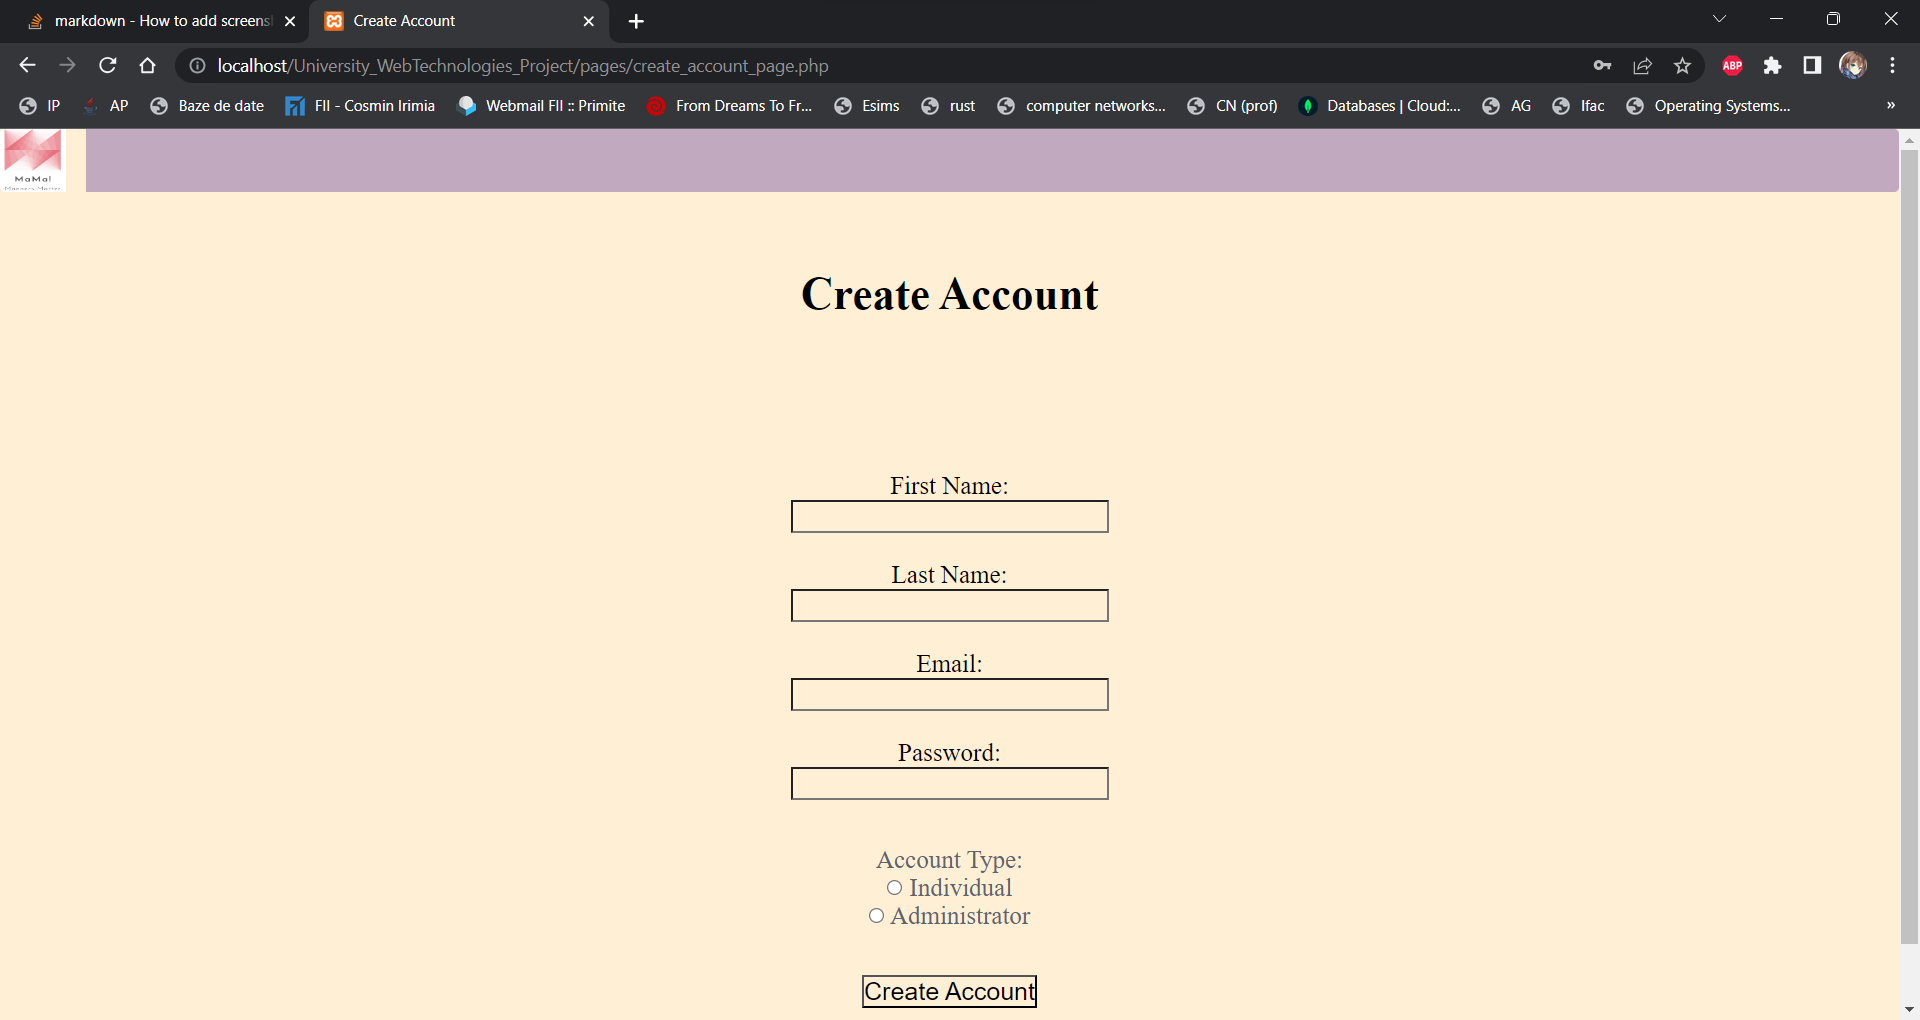 markdown - How to add screens
Create Account
localhost/University_WebTechnologies_Project/pages/create_account_page.php
ABP
IP
AP
Baze de date
FII - Cosmin Irimia
Webmail FII :: Primite
From Dreams To Fr...
Esims
rust
computer networks...
CN (prof)
Databases | Cloud:...
AG
Ifac
Operating Systems...
»
MaMa!
Create Account
First Name:
Last Name:
Email:
Password:
Account Type:
Individual
Administrator
Create Account